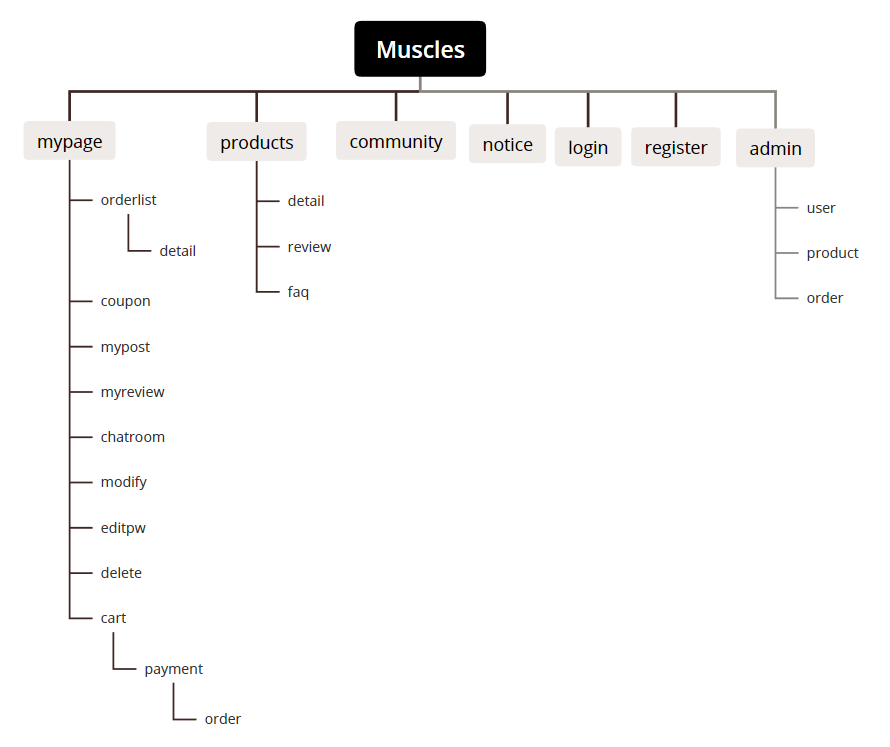 Muscles
mypage
products
community
notice
login
register
admin
orderlist
detail
coupon
mypost
myreview
chatroom
modify
editpw
delete
cart
payment
order
detail
review
faq
user
product
order